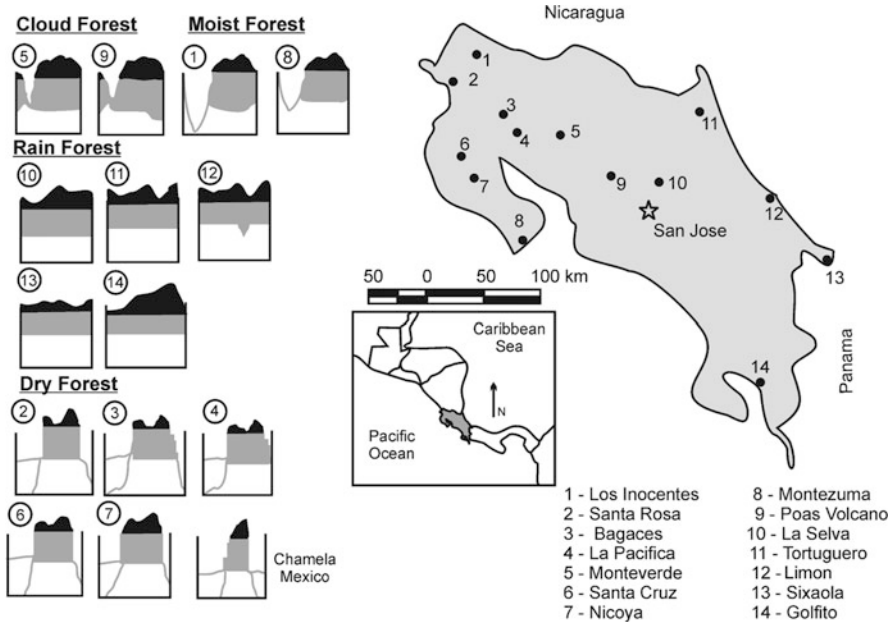 Cloud Forest
Moist Forest
5
9
1
8
Rain Forest
10
11
12
13
14
Dry Forest
2
3
4
6
7
Chamela
Mexico
Nicaragua
1
2
3
4
5
6
7
8
9
10
11
12
13
14
San Jose
Panama
50 0 50 100 km
Caribbean
Sea
N
Pacific
Ocean
1 - Los Inocentes
2 - Santa Rosa
3 - Bagaces
4 - La Pacifica
5 - Monteverde
6 - Santa Cruz
7 - Nicoya
8 - Montezuma
9 - Poas Volcano
10 - La Selva
11 - Tortuguero
12 - Limon
13 - Sixaola
14 - Golfito